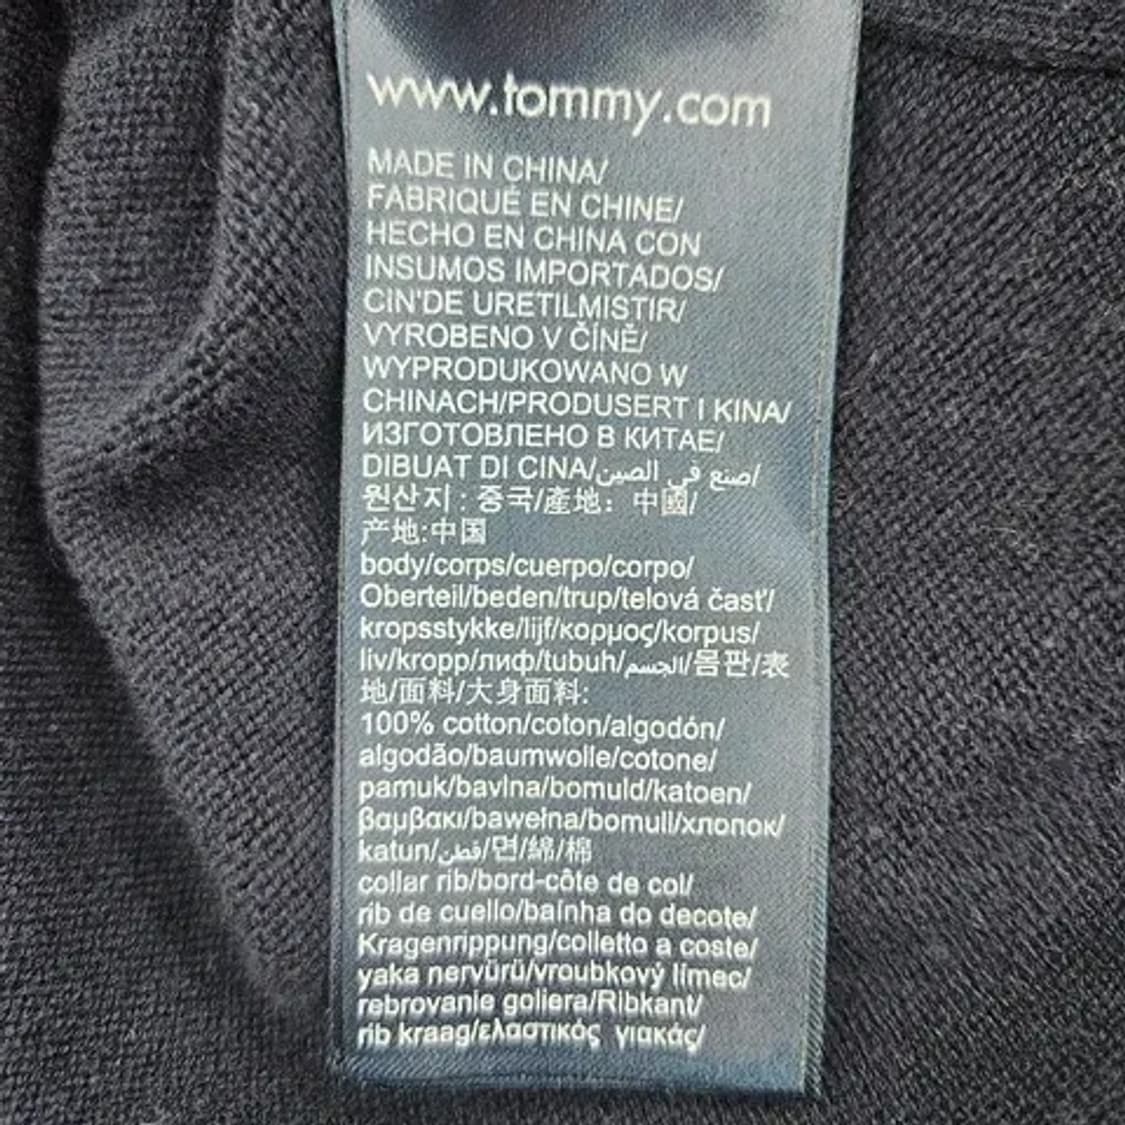 www.tommy.com
MADE IN CHINA/
FABRIQUÉ EN CHINE/
HECHO EN CHINA CON
INSUMOS IMPORTADOS/
CIN'DE URETILMISTIR/
VYROBENO V ČÍNĚ/
WYPRODUKOWANO W
CHINACH/PRODUSERT I KINA/
ИЗГОТОВЛЕНО В КИТАЕ/
DIBUAT DI CINA/صنع في الصين/
원산지 : 중국/產地：中國/
产地:中国
body/corps/cuerpo/corpo/
Oberteil/beden/trup/telová časť/
kropsstykke/lijf/κορμος/korpus/
liv/kropp/лиф/tubuh/الجسم/몸판/表
地/面料/大身面料:
100% cotton/coton/algodón/
algodão/baumwolle/cotone/
pamuk/bavlna/bomuld/katoen/
βαμβακι/bawełna/bomull/хлопок/
katun/قطن/면/綿/棉
collar rib/bord-côte de col/
rib de cuello/bainha do decote/
Kragenrippung/colletto a coste/
yaka nervürü/vroubkový límec/
rebrovanie goliera/Ribkant/
rib kraag/ελαστικός γιακάς/